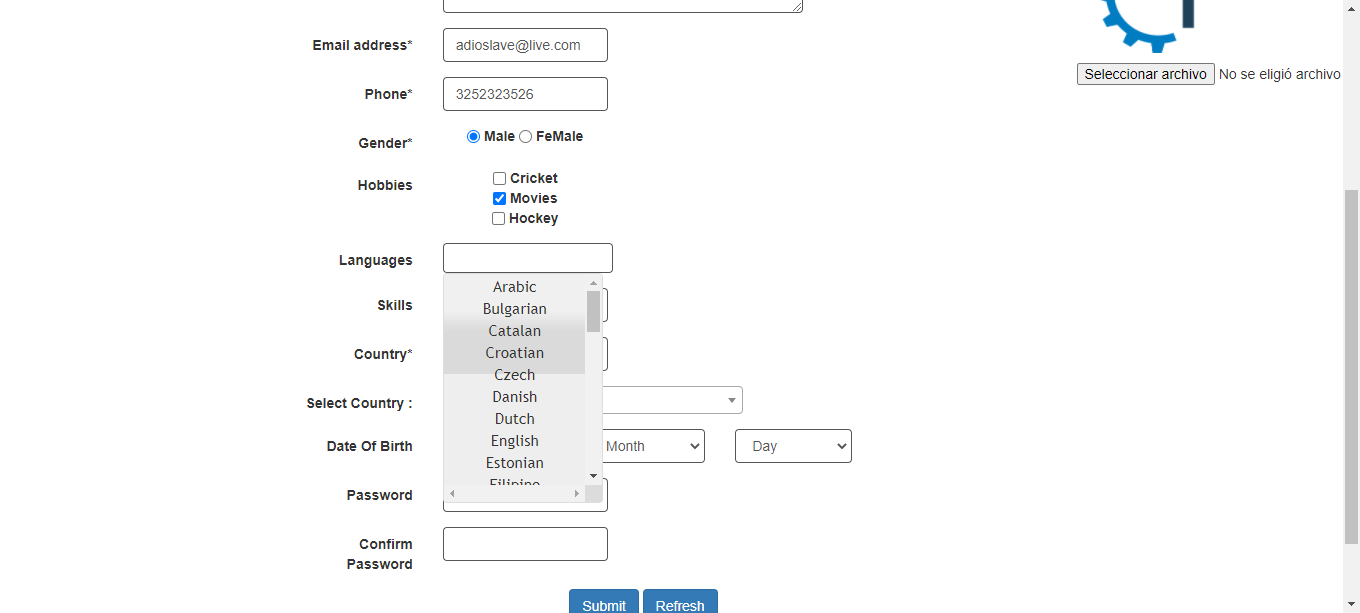 Email address*
adioslave@live.com
Seleccionar archivo No se eligió archivo
Phone*
3252323526
Gender*
Male FeMale
Hobbies
Cricket
Movies
Hockey
Languages
Arabic
Bulgarian
Catalan
Croatian
Czech
Danish
Dutch
English
Estonian
Filipino
Skills
Country*
Select Country :
Date Of Birth
Month Day
Password
Confirm
Password
Submit Refresh